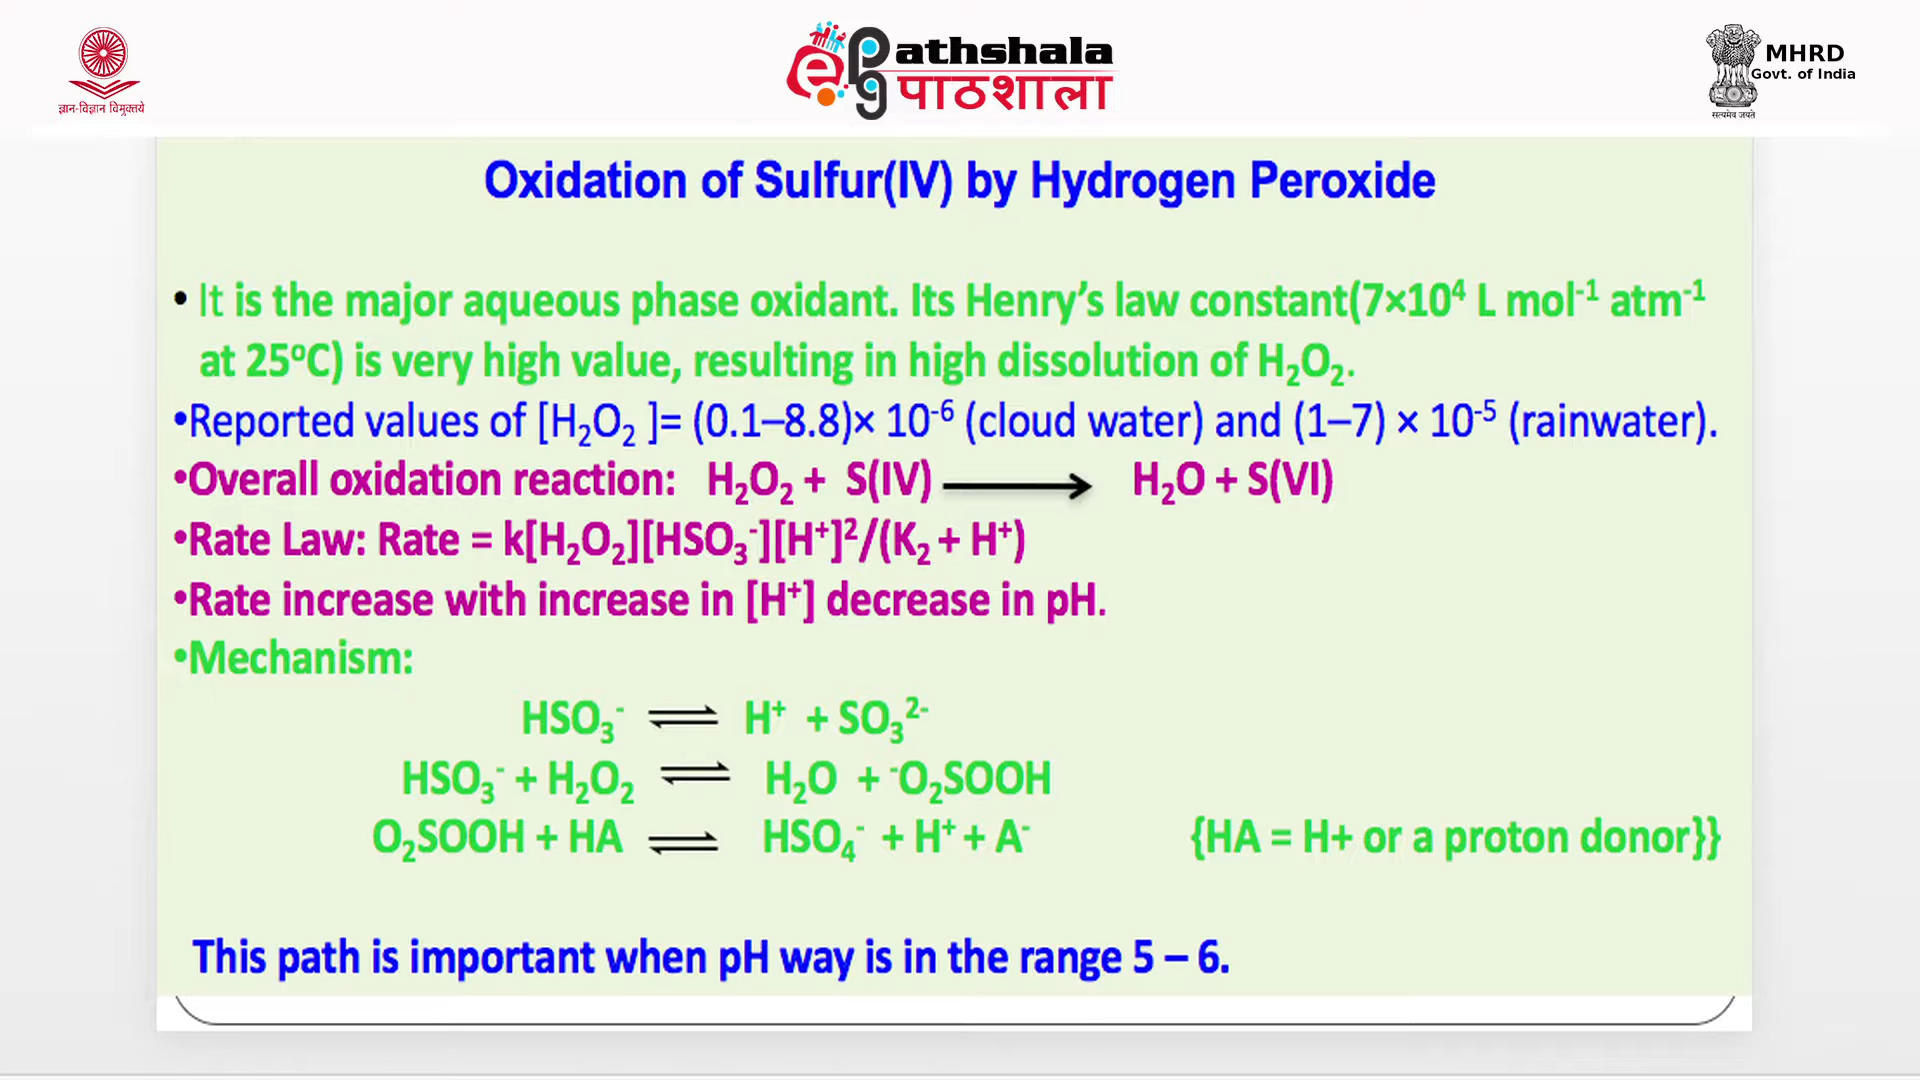 ज्ञान-विज्ञान विमुक्तये
athshala
पाठशाला
MHRD
Govt. of India
सत्यमेव जयते
Oxidation of Sulfur(IV) by Hydrogen Peroxide
• It is the major aqueous phase oxidant. Its Henry’s law constant(7×10⁴ L mol⁻¹ atm⁻¹
at 25ºC) is very high value, resulting in high dissolution of H₂O₂.
•Reported values of [H₂O₂ ]= (0.1–8.8)× 10⁻⁶ (cloud water) and (1–7) × 10⁻⁵ (rainwater).
•Overall oxidation reaction: H₂O₂ + S(IV) ⟶ H₂O + S(VI)
•Rate Law: Rate = k[H₂O₂][HSO₃⁻][H⁺]²/(K₂ + H⁺)
•Rate increase with increase in [H⁺] decrease in pH.
•Mechanism:
HSO₃⁻ ⇌ H⁺ + SO₃²⁻
HSO₃⁻ + H₂O₂ ⇌ H₂O + ⁻O₂SOOH
O₂SOOH + HA ⇌ HSO₄⁻ + H⁺ + A⁻ {HA = H+ or a proton donor}}
This path is important when pH way is in the range 5 – 6.